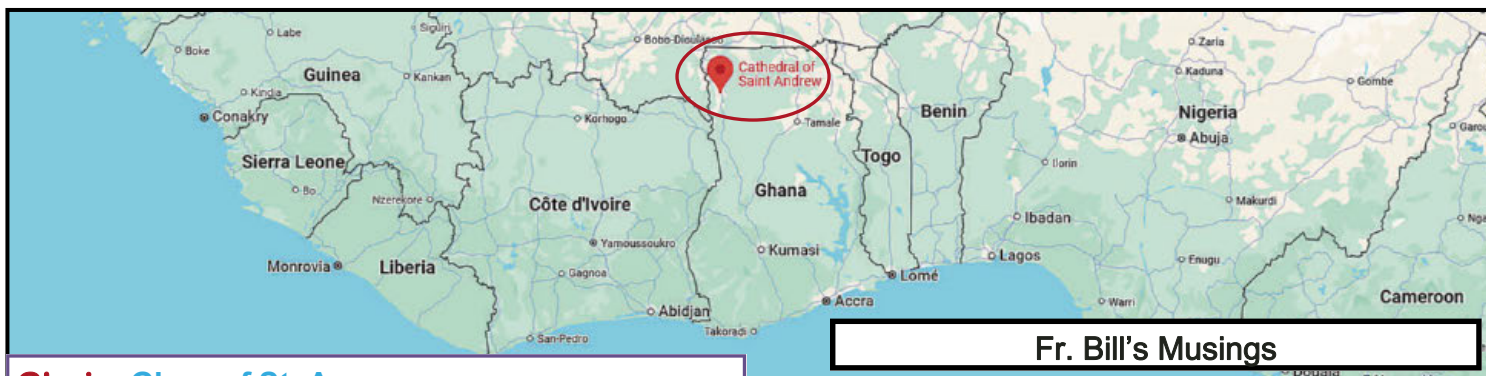 Labe
Siguiri
Boke
Bobo-Dioulasso
Zaria
Guinea
Kankan
Cathedral of
Saint Andrew
Kaduna
Gombe
Kindia
Benin
Nigeria
Conakry
Korhogo
Tamale
Abuja
Sierra Leone
Togo
Ilorin
Bo
Nzerekore
Côte d'Ivoire
Ghana
Makurdi
Ibadan
Yamoussoukro
Kumasi
Monrovia
Liberia
Gagnoa
Lomé
Lagos
Enugu
Abidjan
Accra
Warri
Cameroon
San-Pedro
Takoradi
Fr. Bill's Musings
Douala